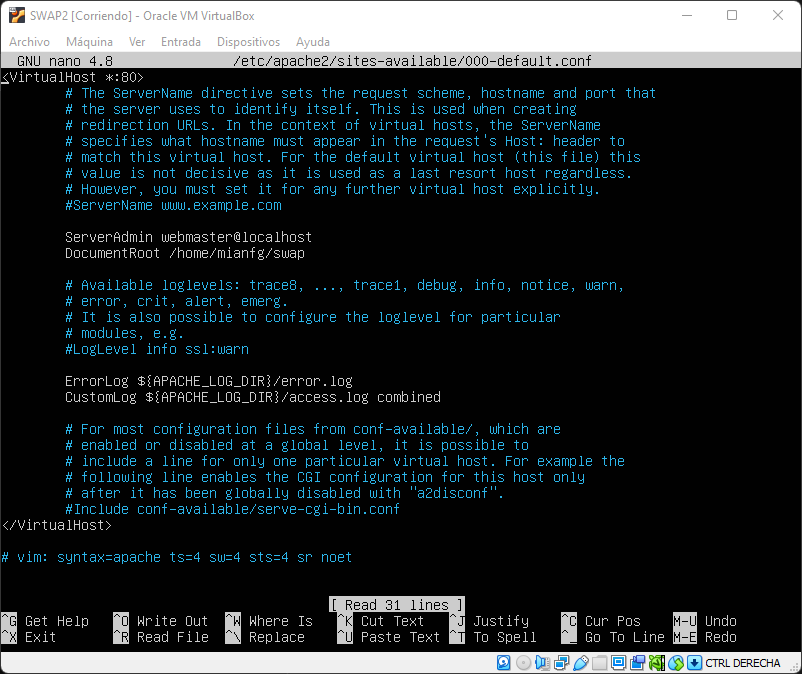 SWAP2 [Corriendo] - Oracle VM VirtualBox
Archivo Máquina Ver Entrada Dispositivos Ayuda
GNU nano 4.8 /etc/apache2/sites-available/000-default.conf
<VirtualHost *:80>
# The ServerName directive sets the request scheme, hostname and port that
# the server uses to identify itself. This is used when creating
# redirection URLs. In the context of virtual hosts, the ServerName
# specifies what hostname must appear in the request's Host: header to
# match this virtual host. For the default virtual host (this file) this
# value is not decisive as it is used as a last resort host regardless.
# However, you must set it for any further virtual host explicitly.
#ServerName www.example.com
ServerAdmin webmaster@localhost
DocumentRoot /home/mianfg/swap
# Available loglevels: trace8, ..., trace1, debug, info, notice, warn,
# error, crit, alert, emerg.
# It is also possible to configure the loglevel for particular
# modules, e.g.
#LogLevel info ssl:warn
ErrorLog ${APACHE_LOG_DIR}/error.log
CustomLog ${APACHE_LOG_DIR}/access.log combined
# For most configuration files from conf-available/, which are
# enabled or disabled at a global level, it is possible to
# include a line for only one particular virtual host. For example the
# following line enables the CGI configuration for this host only
# after it has been globally disabled with "a2disconf".
#Include conf-available/serve-cgi-bin.conf
</VirtualHost>
# vim: syntax=apache ts=4 sw=4 sts=4 sr noet
[ Read 31 lines ]
^G Get Help ^O Write Out ^W Where Is ^K Cut Text ^J Justify ^C Cur Pos M-U Undo
^X Exit ^R Read File ^\ Replace ^U Paste Text ^T To Spell ^_ Go To Line M-E Redo
CTRL DERECHA